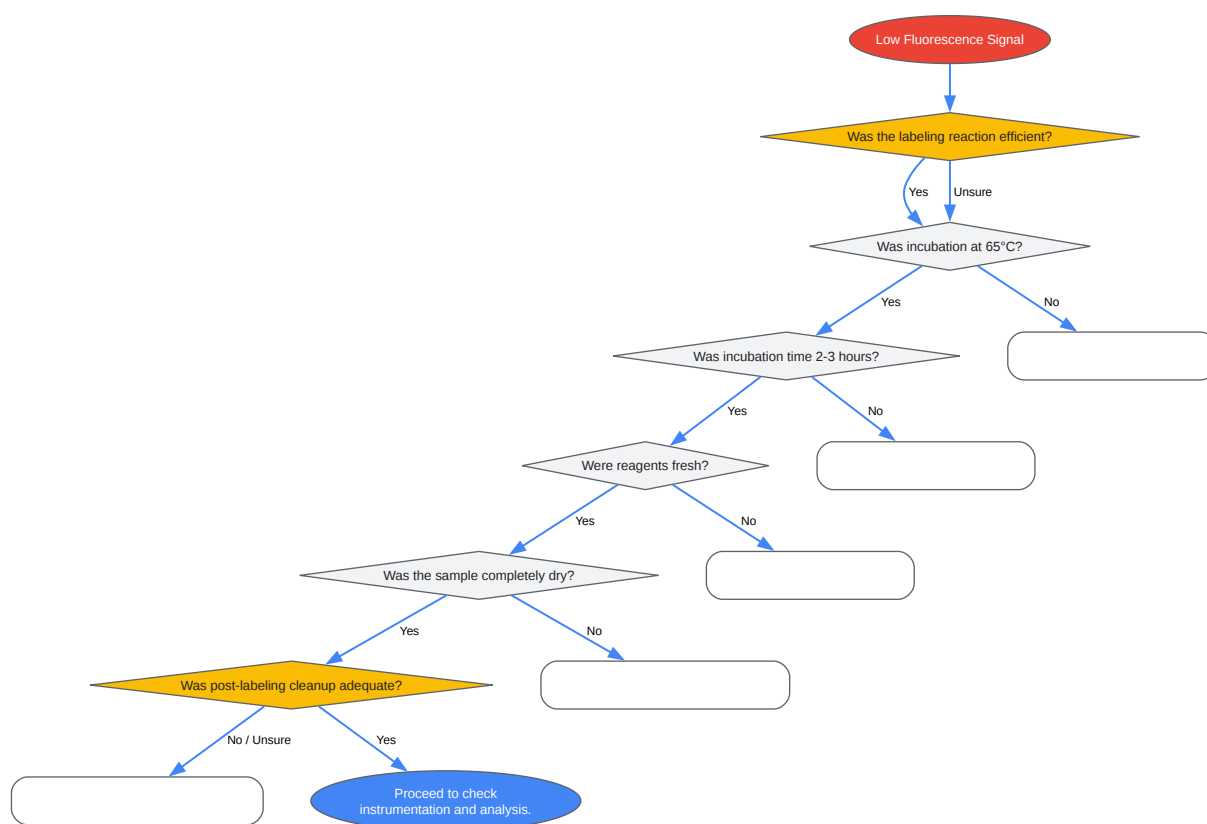 Low Fluorescence Signal
Was the labeling reaction efficient?
Yes
Unsure
Was incubation at 65°C?
Yes
No
Was incubation time 2-3 hours?
Yes
No
Were reagents fresh?
Yes
No
Was the sample completely dry?
Yes
No
Was post-labeling cleanup adequate?
No / Unsure
Yes
Proceed to check
instrumentation and analysis.